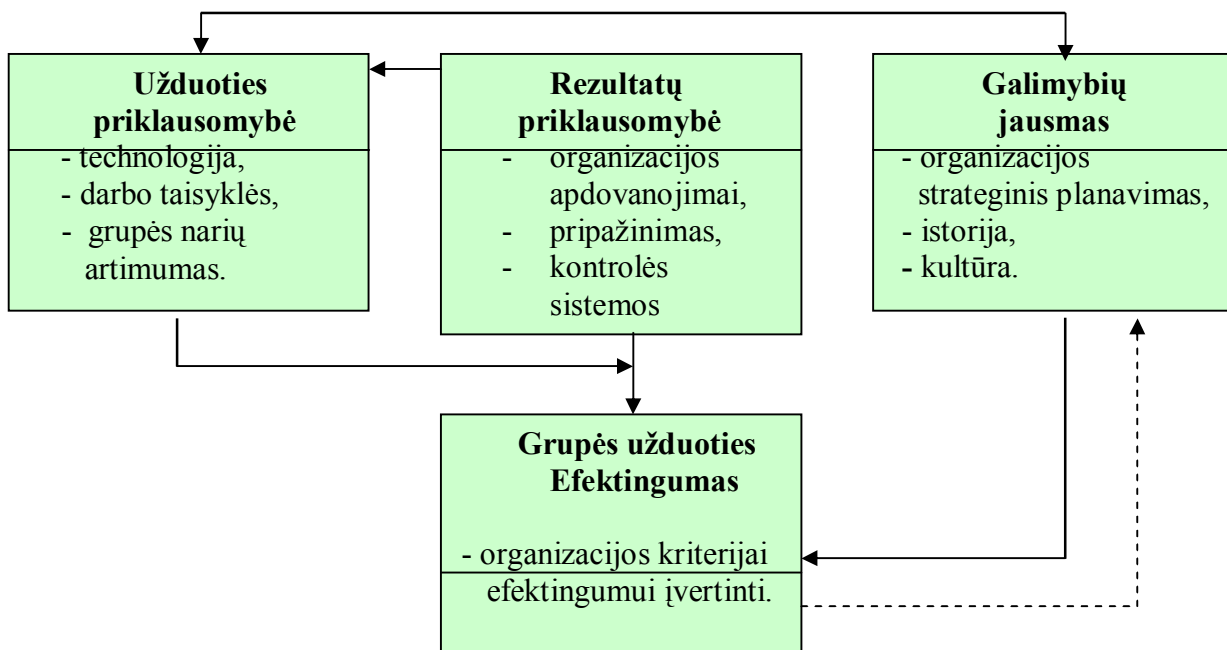 Užduoties
priklausomybė
- technologija,
- darbo taisyklės,
- grupės narių
artimumas.
Rezultatų
priklausomybė
- organizacijos
apdovanojimai,
- pripažinimas,
- kontrolės
sistemos
Galimybių
jausmas
- organizacijos
strateginis planavimas,
- istorija,
- kultūra.
Grupės užduoties
Efektingumas
- organizacijos kriterijai
efektingumui įvertinti.